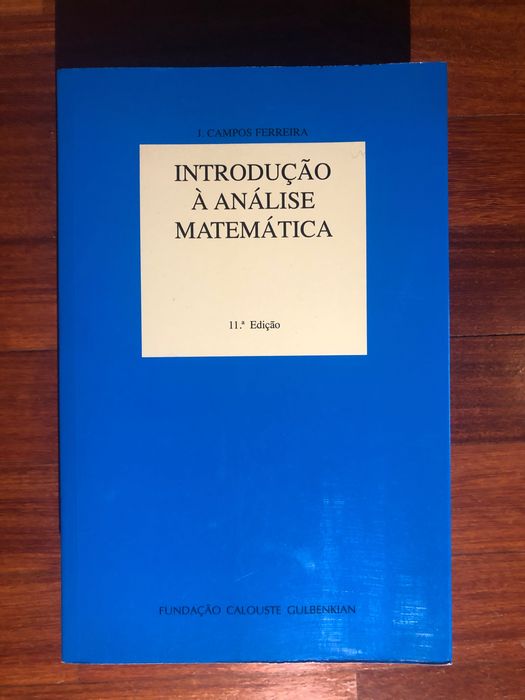 J. CAMPOS FERREIRA
INTRODUÇÃO
À ANÁLISE
MATEMÁTICA
11.ª Edição
FUNDAÇÃO CALOUSTE GULBENKIAN